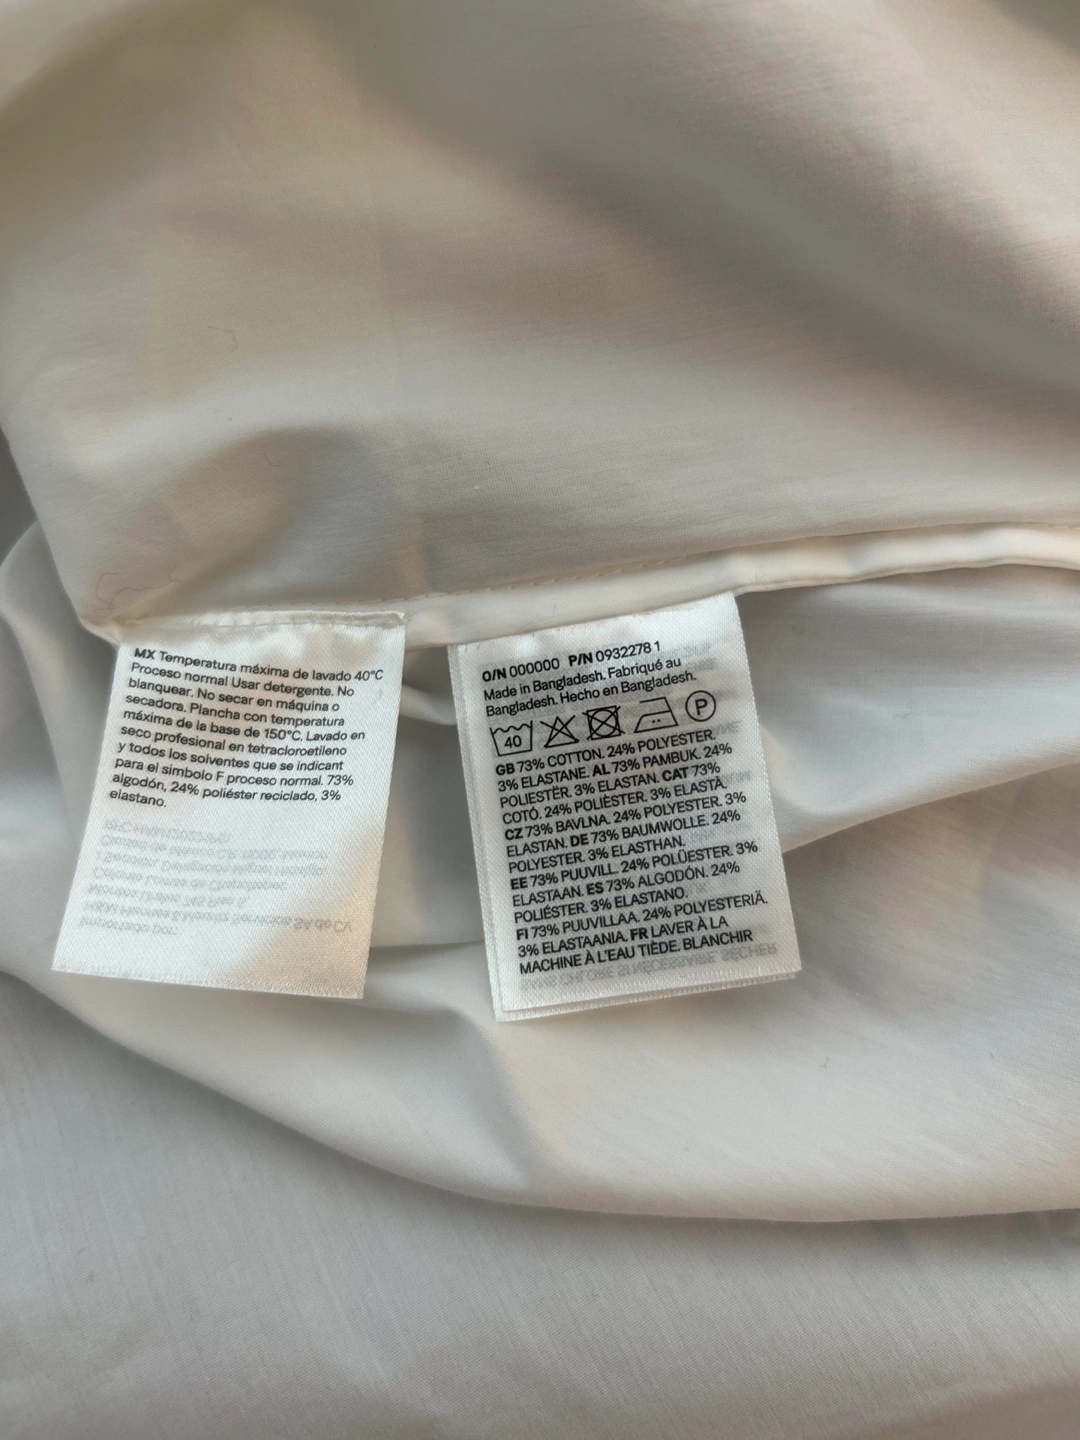 MX Temperatura máxima de lavado 40°C
Proceso normal Usar detergente. No
blanquear. No secar en máquina o
secadora. Plancha con temperatura
máxima de la base de 150°C. Lavado en
seco profesional en tetracloroetileno
y todos los solventes que se indicant
para el simbolo F proceso normal. 73%
algodón, 24% poliéster reciclado, 3%
elastano.
O/N 000000 P/N 0932278 1
Made in Bangladesh. Fabriqué au
Bangladesh. Hecho en Bangladesh.
40 P
GB 73% COTTON. 24% POLYESTER.
3% ELASTANE. AL 73% PAMBUK. 24%
POLIESTËR. 3% ELASTAN. CAT 73%
COTÓ. 24% POLIÈSTER. 3% ELASTÀ.
CZ 73% BAVLNA. 24% POLYESTER. 3%
ELASTAN. DE 73% BAUMWOLLE. 24%
POLYESTER. 3% ELASTHAN.
EE 73% PUUVILL. 24% POLÜESTER. 3%
ELASTAAN. ES 73% ALGODÓN. 24%
POLIÉSTER. 3% ELASTANO.
FI 73% PUUVILLAA. 24% POLYESTERIÄ.
3% ELASTAANIA. FR LAVER À LA
MACHINE À L'EAU TIÈDE. BLANCHIR
SANS CHLORE SI NÉCESSAIRE. SÉCHER